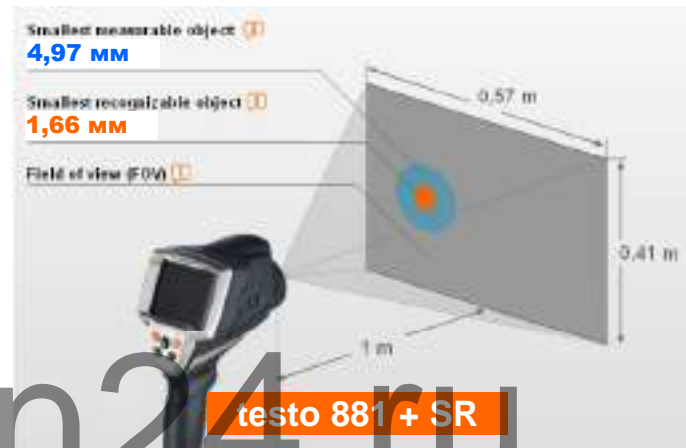 Smallest measurable object
4,97 мм
Smallest recognizable object
1,66 мм
Field of view (FOV)
0,57 m
0,41 m
1 m
n24.ru
testo 881 + SR